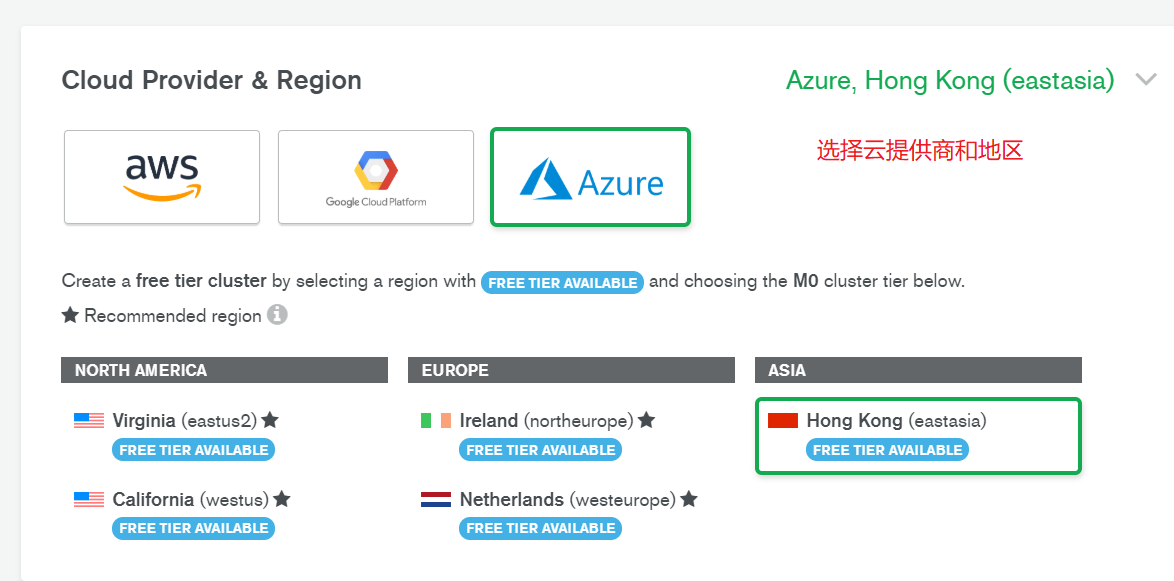 Cloud Provider & Region
Azure, Hong Kong (eastasia)
选择云提供商和地区
aws
Google Cloud Platform
Azure
Create a free tier cluster by selecting a region with FREE TIER AVAILABLE and choosing the M0 cluster tier below.
★ Recommended region i
NORTH AMERICA
Virginia (eastus2) ★
FREE TIER AVAILABLE
California (westus) ★
FREE TIER AVAILABLE
EUROPE
Ireland (northeurope) ★
FREE TIER AVAILABLE
Netherlands (westeurope) ★
FREE TIER AVAILABLE
ASIA
Hong Kong (eastasia)
FREE TIER AVAILABLE